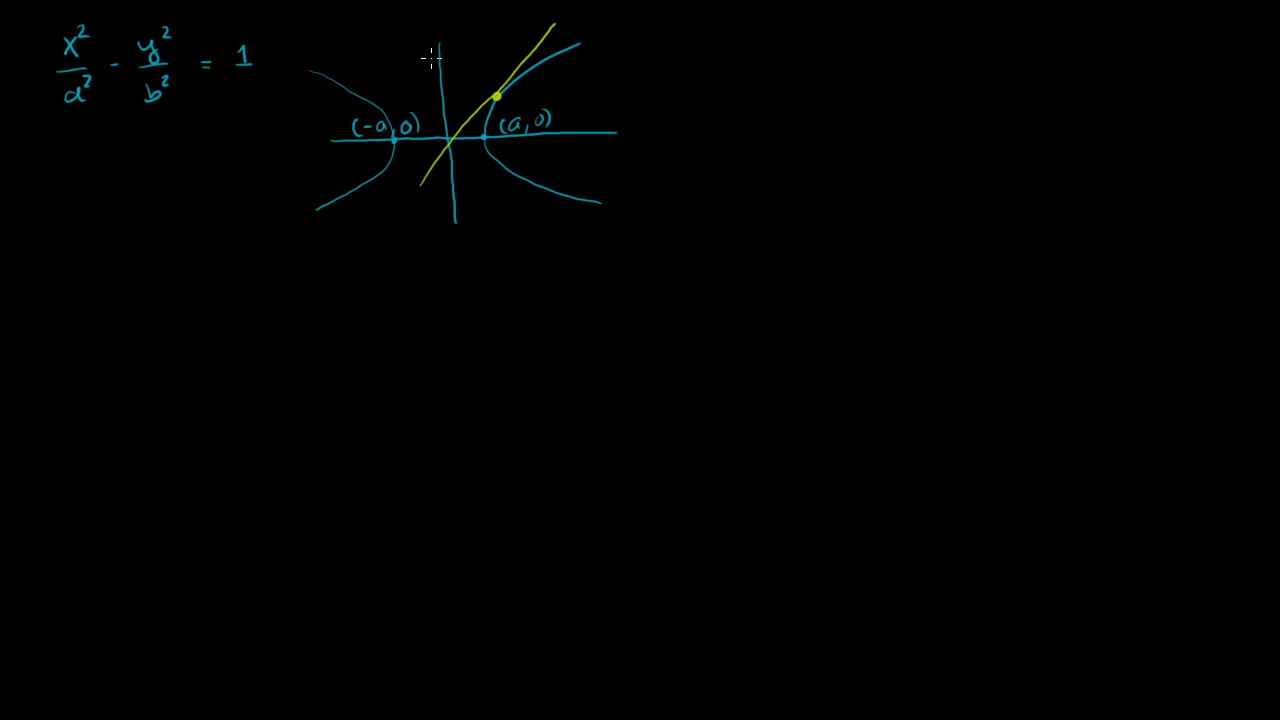 x²/a² - y²/b² = 1
(-a, 0)
(a, 0)